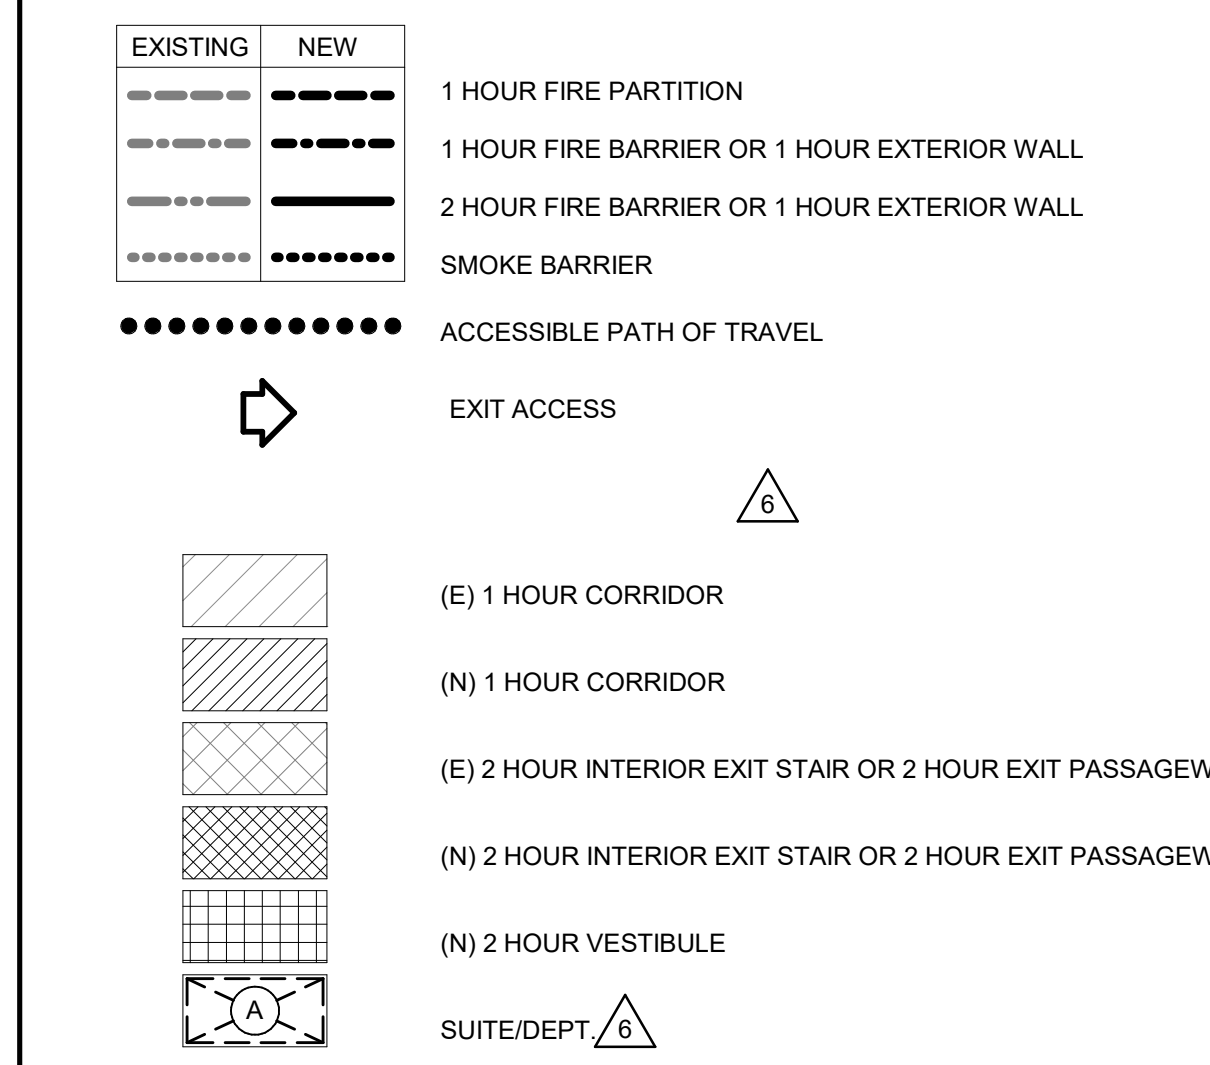 EXISTING NEW
1 HOUR FIRE PARTITION
1 HOUR FIRE BARRIER OR 1 HOUR EXTERIOR WALL
2 HOUR FIRE BARRIER OR 1 HOUR EXTERIOR WALL
SMOKE BARRIER
ACCESSIBLE PATH OF TRAVEL
EXIT ACCESS
6
(E) 1 HOUR CORRIDOR
(N) 1 HOUR CORRIDOR
(E) 2 HOUR INTERIOR EXIT STAIR OR 2 HOUR EXIT
(N) 2 HOUR INTERIOR EXIT STAIR OR 2 HOUR EXIT
(N) 2 HOUR VESTIBULE
A SUITE/DEPT. 6